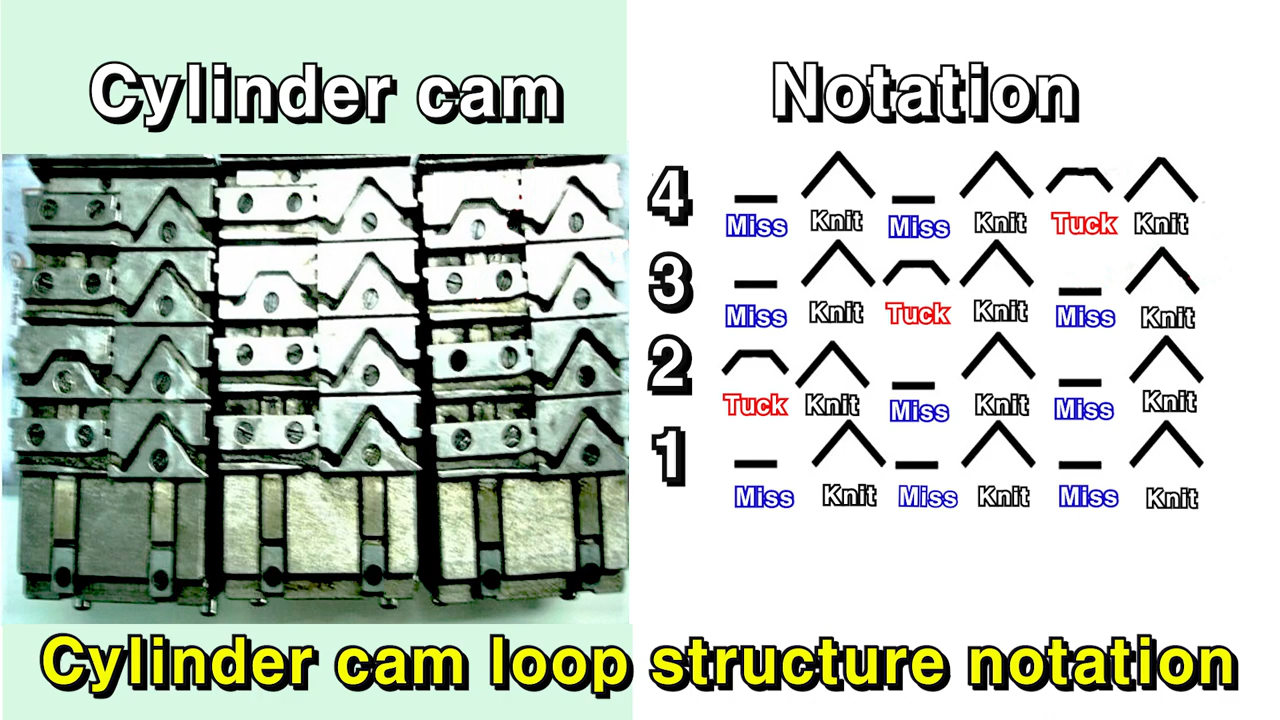 Cylinder cam
Notation
4
Miss Knit Miss Knit Tuck Knit
3
Miss Knit Tuck Knit Miss Knit
2
Tuck Knit Miss Knit Miss Knit
1
Miss Knit Miss Knit Miss Knit
Cylinder cam loop structure notation